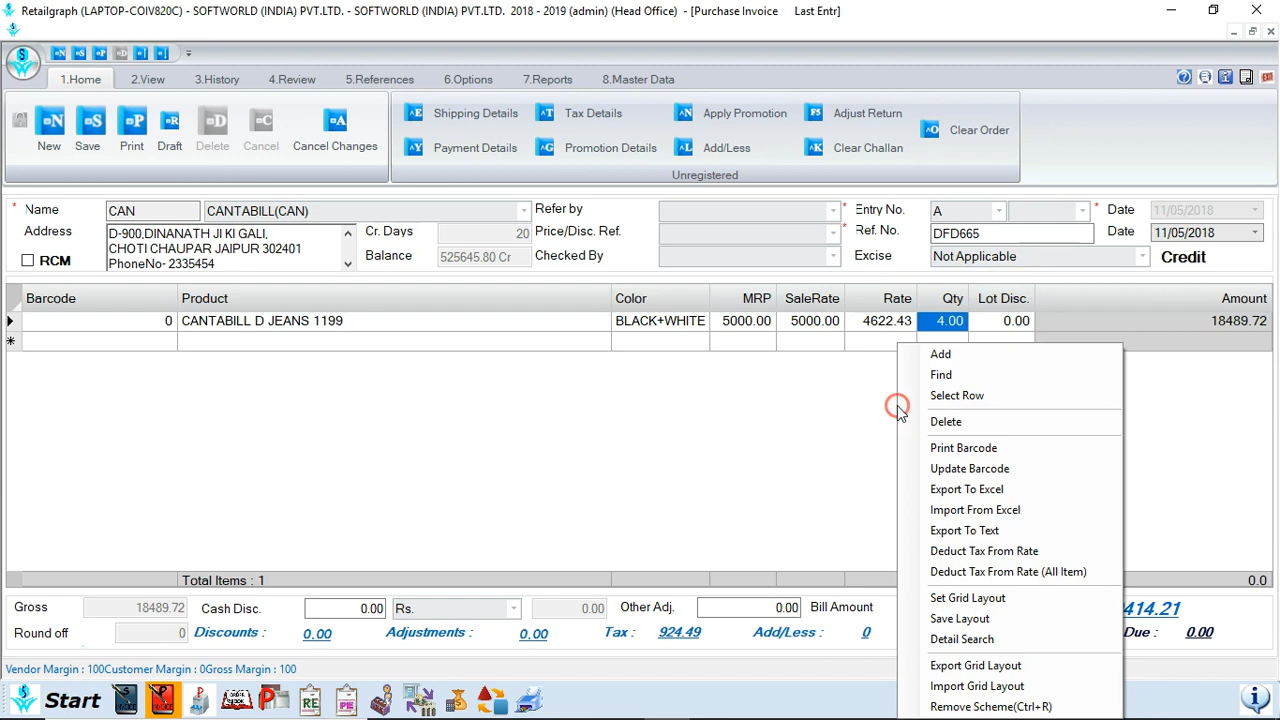 Retailgraph (LAPTOP-COIV820C) - SOFTWORLD (INDIA) PVT.LTD. - SOFTWORLD (INDIA) PVT.LTD.  2018 - 2019 (admin) (Head Office)  - [Purchase Invoice      Last Entr]
1.Home 2.View 3.History 4.Review 5.References 6.Options 7.Reports 8.Master Data
New Save Print Draft Delete Cancel Cancel Changes
Shipping Details Tax Details Apply Promotion Adjust Return Clear Order
Payment Details Promotion Details Add/Less Clear Challan
Unregistered
Name CAN CANTABILL(CAN) Refer by Entry No. A Date 11/05/2018
Address D-900,DINANATH JI KI GALI, Cr. Days 20 Price/Disc. Ref. Ref. No. DFD665 Date 11/05/2018
CHOTI CHAUPAR JAIPUR 302401
RCM PhoneNo- 2335454 Balance 525645.80 Cr Checked By Excise Not Applicable Credit
Barcode Product Color MRP SaleRate Rate Qty Lot Disc. Amount
0 CANTABILL D JEANS 1199 BLACK+WHITE 5000.00 5000.00 4622.43 4.00 0.00 18489.72
Add
Find
Select Row
Delete
Print Barcode
Update Barcode
Export To Excel
Import From Excel
Export To Text
Deduct Tax From Rate
Deduct Tax From Rate (All Item)
Set Grid Layout
Save Layout
Detail Search
Export Grid Layout
Import Grid Layout
Remove Scheme(Ctrl+R)
Total Items : 1 0.0
Gross 18489.72 Cash Disc. 0.00 Rs. 0.00 Other Adj. 0.00 Bill Amount 414.21
Round off 0 Discounts : 0.00 Adjustments : 0.00 Tax : 924.49 Add/Less : 0 Due : 0.00
Vendor Margin : 100Customer Margin : 0Gross Margin : 100
Start